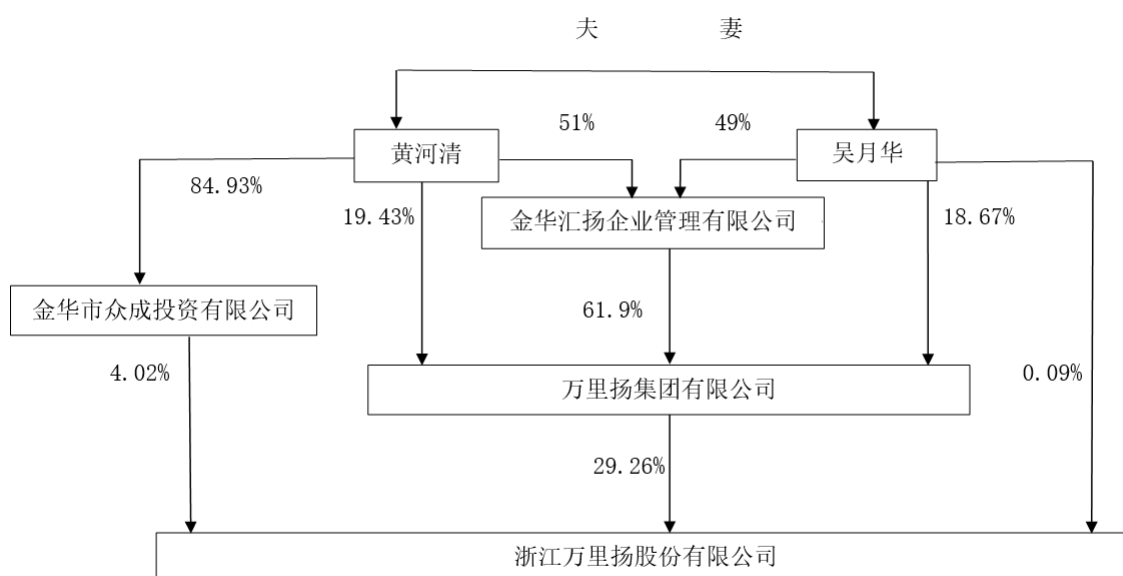 夫 妻
51% 49%
黄河清 吴月华
84.93% 19.43% 金华汇扬企业管理有限公司 18.67%
金华市众成投资有限公司 61.9%
4.02% 万里扬集团有限公司 0.09%
29.26%
浙江万里扬股份有限公司